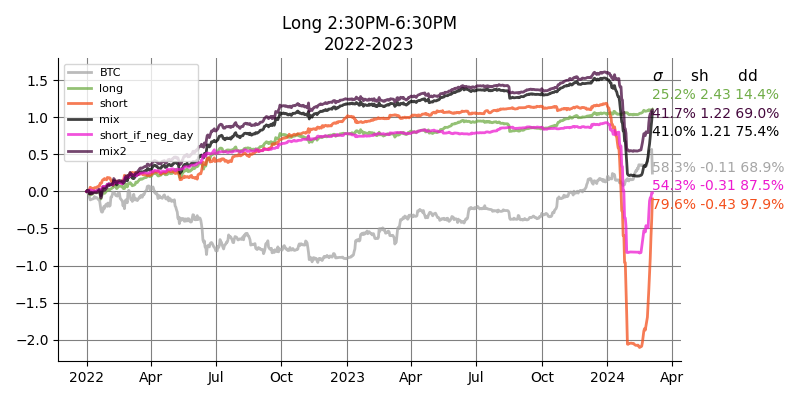 Long 2:30PM-6:30PM
2022-2023
BTC
long
short
mix
short_if_neg_day
mix2
σ sh dd
25.2% 2.43 14.4%
41.7% 1.22 69.0%
41.0% 1.21 75.4%
58.3% -0.11 68.9%
54.3% -0.31 87.5%
79.6% -0.43 97.9%
1.5
1.0
0.5
0.0
−0.5
−1.0
−1.5
−2.0
2022 Apr Jul Oct 2023 Apr Jul Oct 2024 Apr